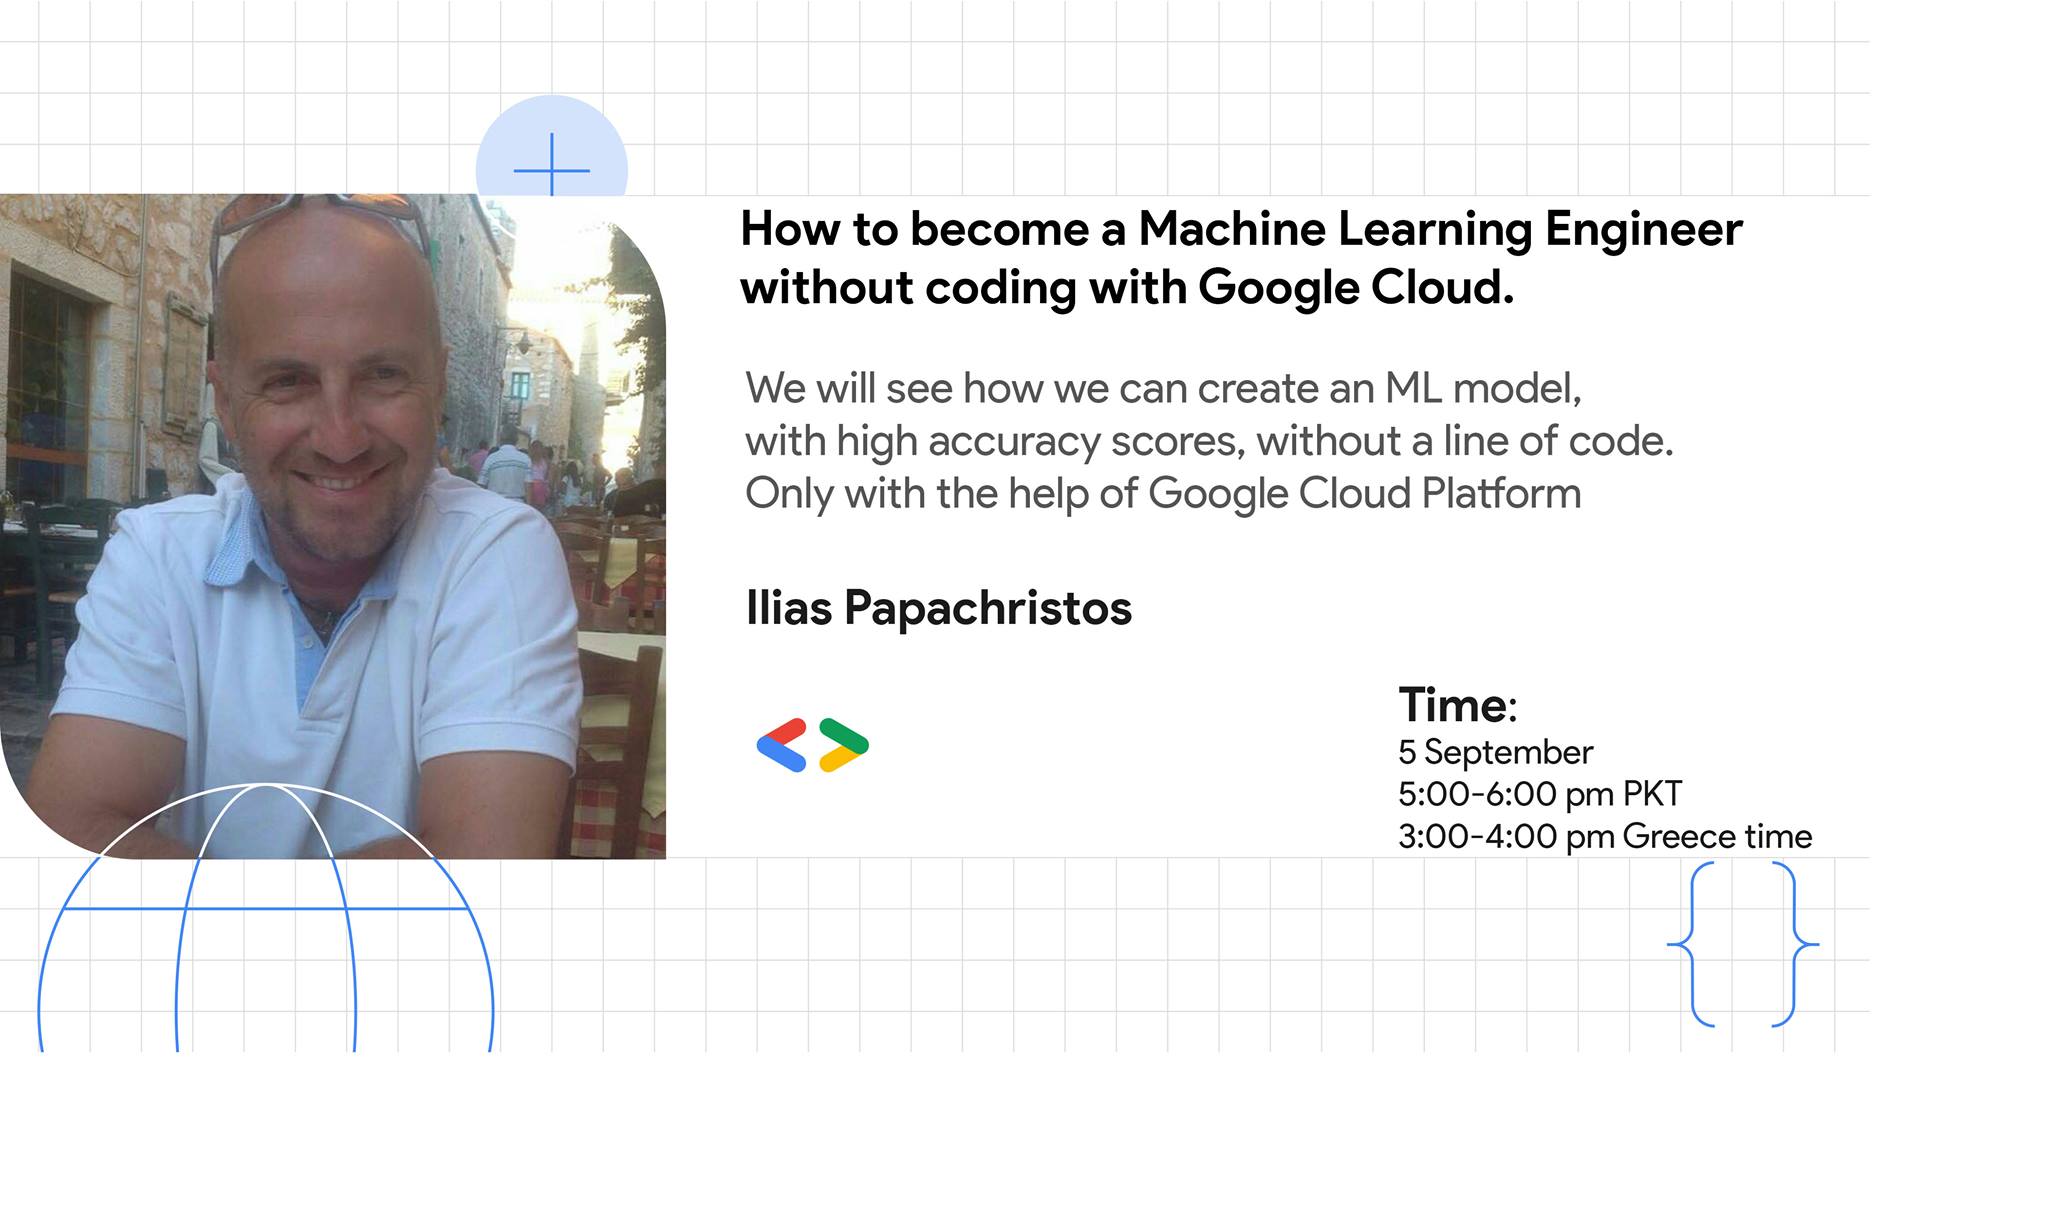 How to become a Machine Learning Engineer
without coding with Google Cloud.
We will see how we can create an ML model,
with high accuracy scores, without a line of code.
Only with the help of Google Cloud Platform
Ilias Papachristos
Time:
5 September
5:00-6:00 pm PKT
3:00-4:00 pm Greece time